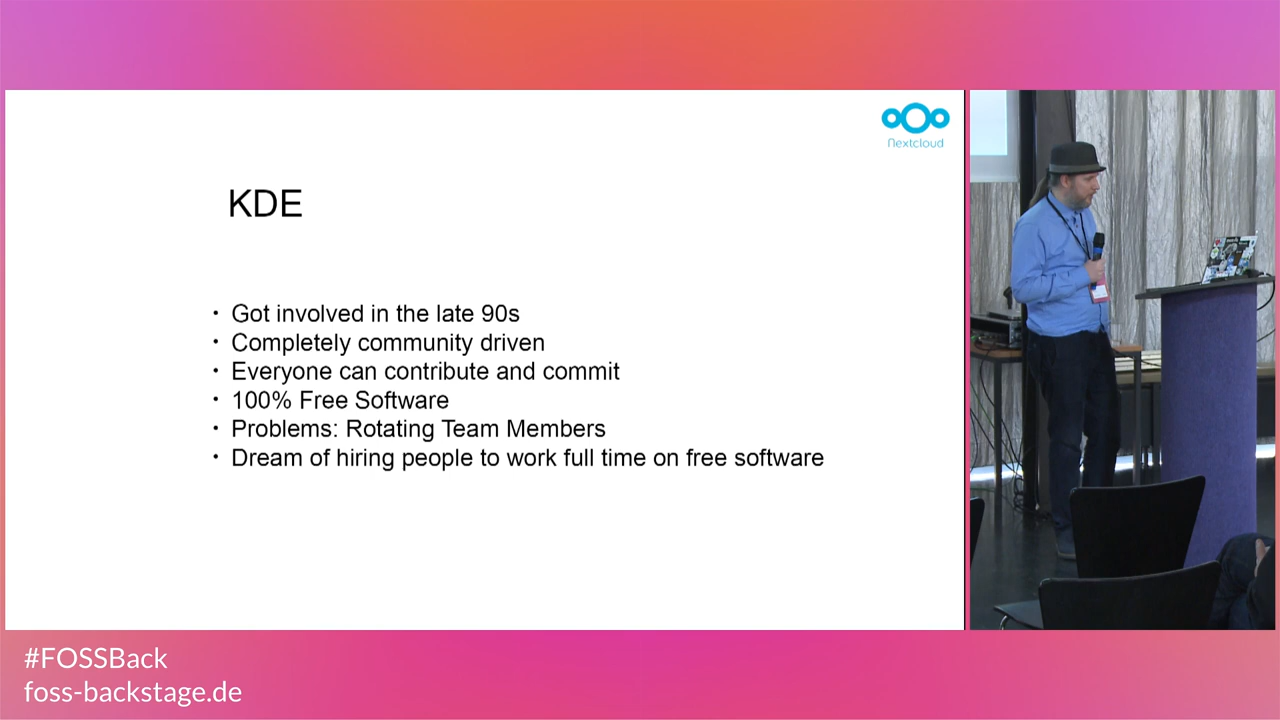 Nextcloud
KDE
• Got involved in the late 90s
• Completely community driven
• Everyone can contribute and commit
• 100% Free Software
• Problems: Rotating Team Members
• Dream of hiring people to work full time on free software
#FOSSBack
foss-backstage.de